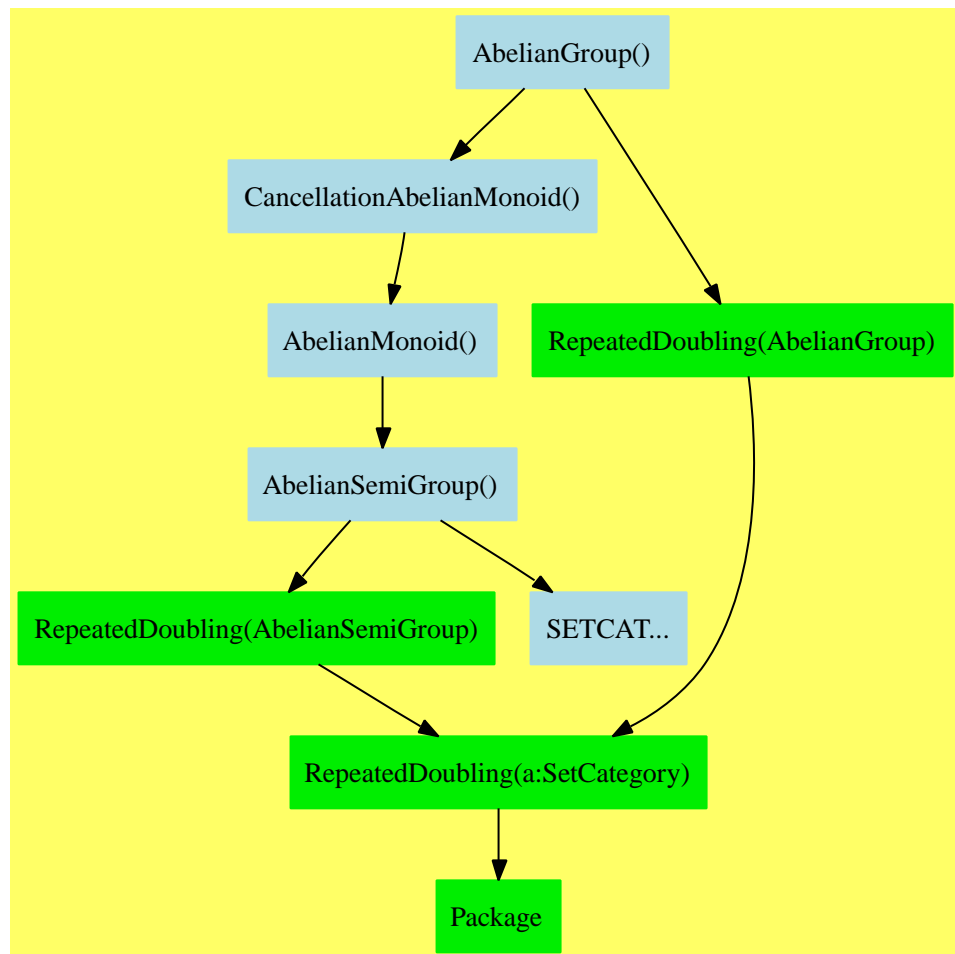 AbelianGroup()
CancellationAbelianMonoid()
AbelianMonoid()
RepeatedDoubling(AbelianGroup)
AbelianSemiGroup()
RepeatedDoubling(AbelianSemiGroup)
SETCAT...
RepeatedDoubling(a:SetCategory)
Package